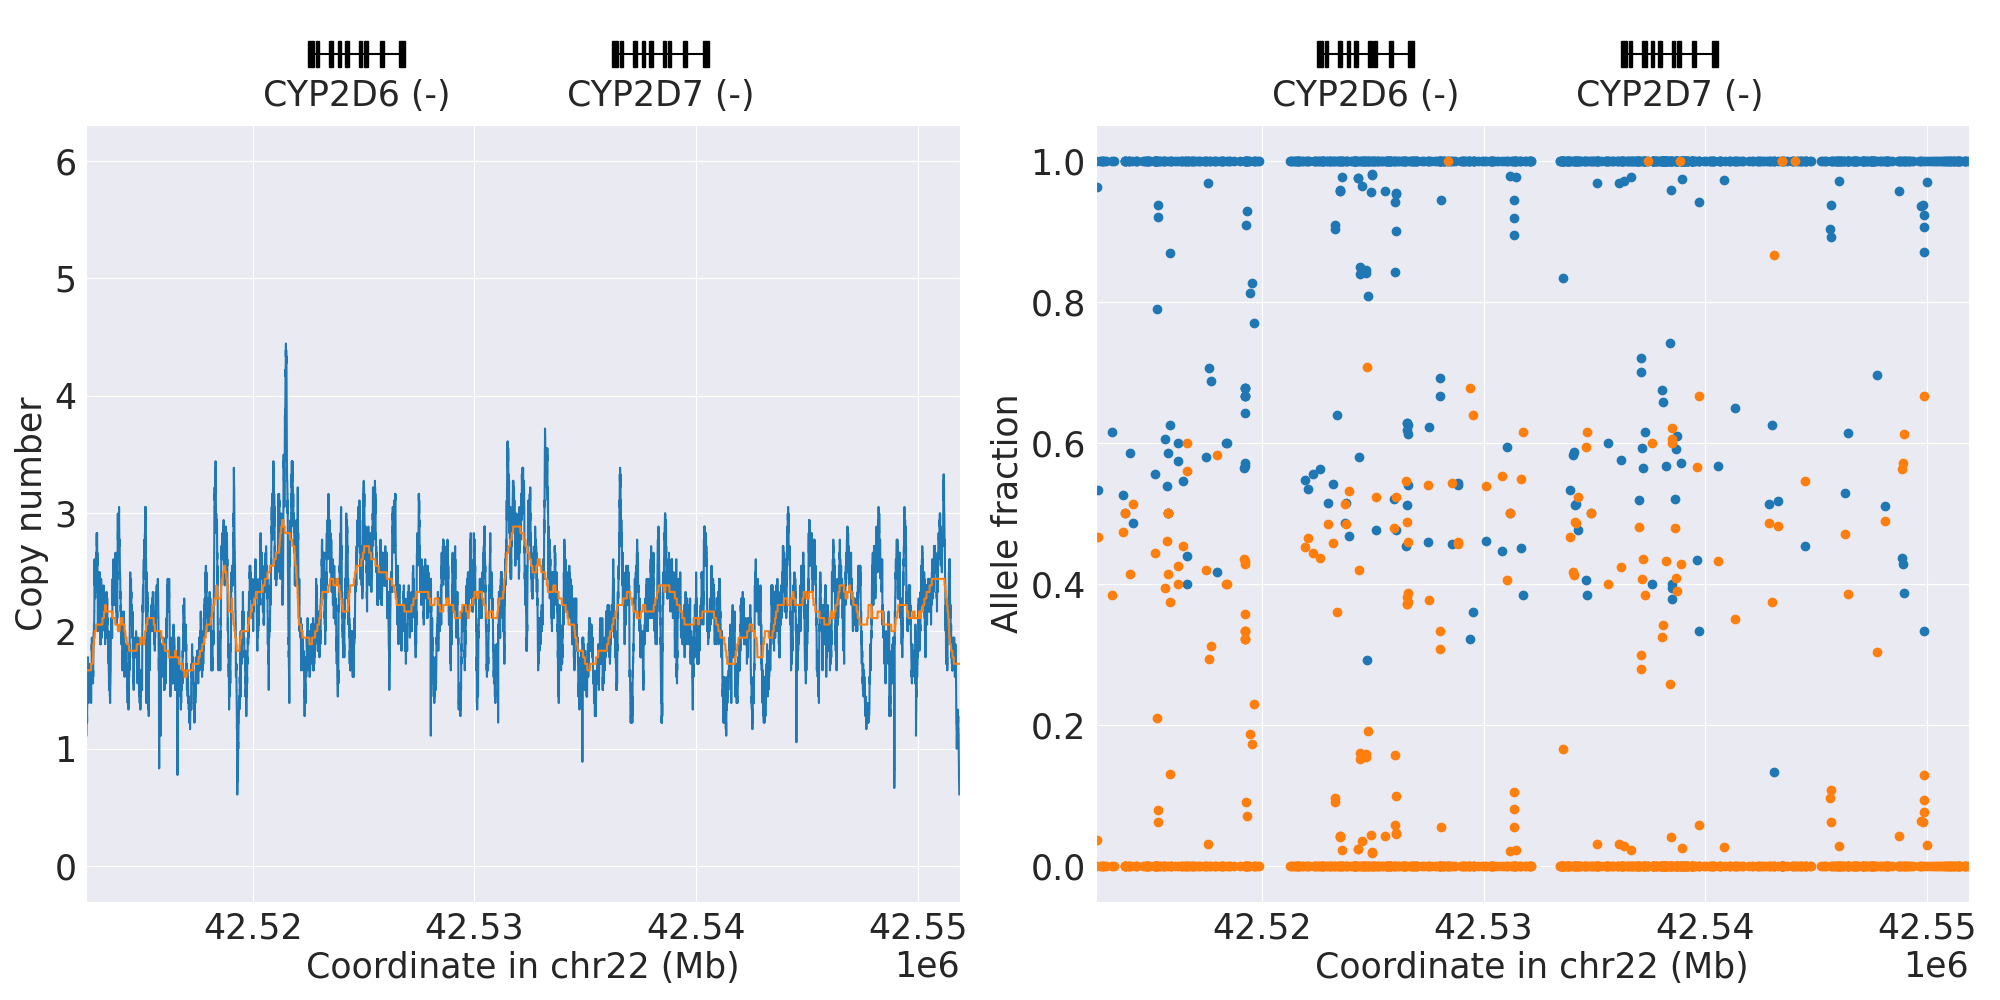 CYP2D6 (-) CYP2D7 (-)
6
5
4
3
2
1
0
Copy number
42.52 42.53 42.54 42.55
Coordinate in chr22 (Mb)
1e6
CYP2D6 (-) CYP2D7 (-)
1.0
0.8
0.6
0.4
0.2
0.0
Allele fraction
42.52 42.53 42.54 42.55
Coordinate in chr22 (Mb)
1e6